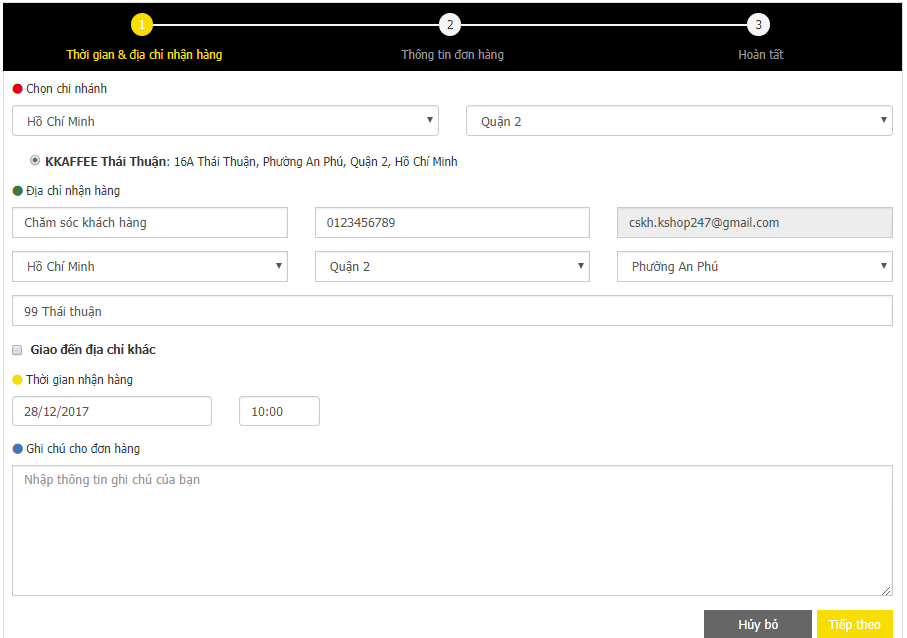 1 2 3
Thời gian & địa chỉ nhận hàng Thông tin đơn hàng Hoàn tất
Chọn chi nhánh
Hồ Chí Minh Quận 2
KKAFFEE Thái Thuận: 16A Thái Thuận, Phường An Phú, Quận 2, Hồ Chí Minh
Địa chỉ nhận hàng
Chăm sóc khách hàng 0123456789 cskh.kshop247@gmail.com
Hồ Chí Minh Quận 2 Phường An Phú
99 Thái thuận
Giao đến địa chỉ khác
Thời gian nhận hàng
28/12/2017 10:00
Ghi chú cho đơn hàng
Nhập thông tin ghi chú của bạn
Hủy bỏ Tiếp theo